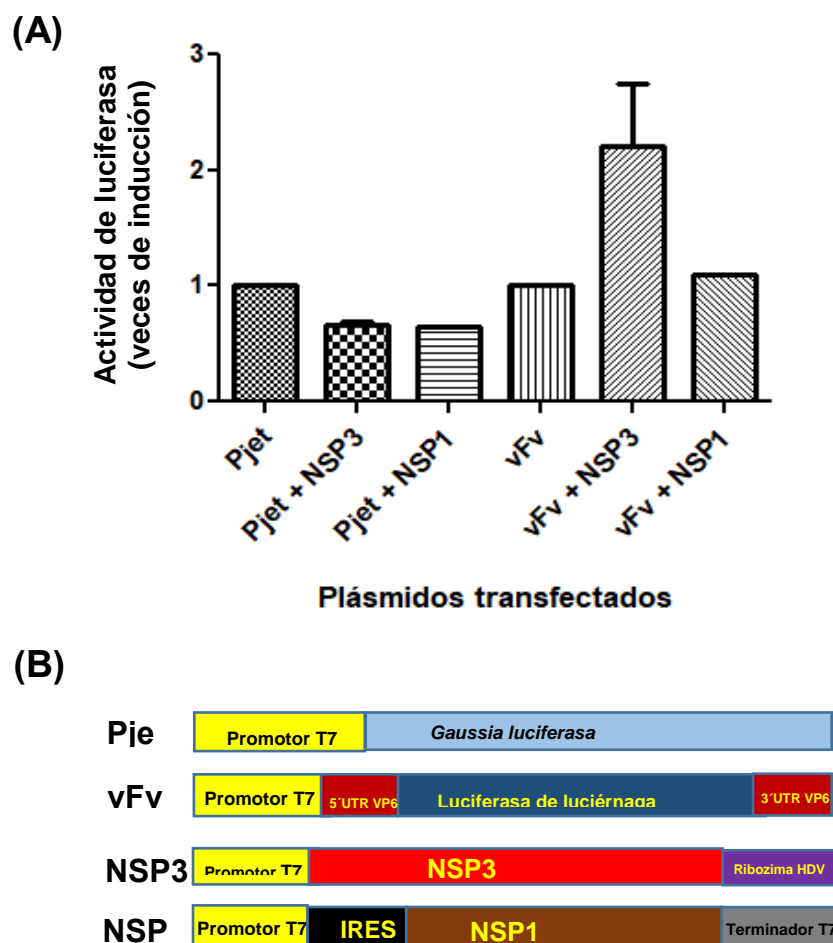 (A)
Actividad de luciferasa
(veces de inducción)
3
2
1
0
Pjet
Pjet + NSP3
Pjet + NSP1
vFv
vFv + NSP3
vFv + NSP1
Plásmidos transfectados
(B)
Pje
Promotor T7
Gaussia luciferasa
vFv
Promotor T7
5´UTR VP6
Luciferasa de luciérnaga
3´UTR VP6
NSP3
Promotor T7
NSP3
Ribozima HDV
NSP
Promotor T7
IRES
NSP1
Terminador T7